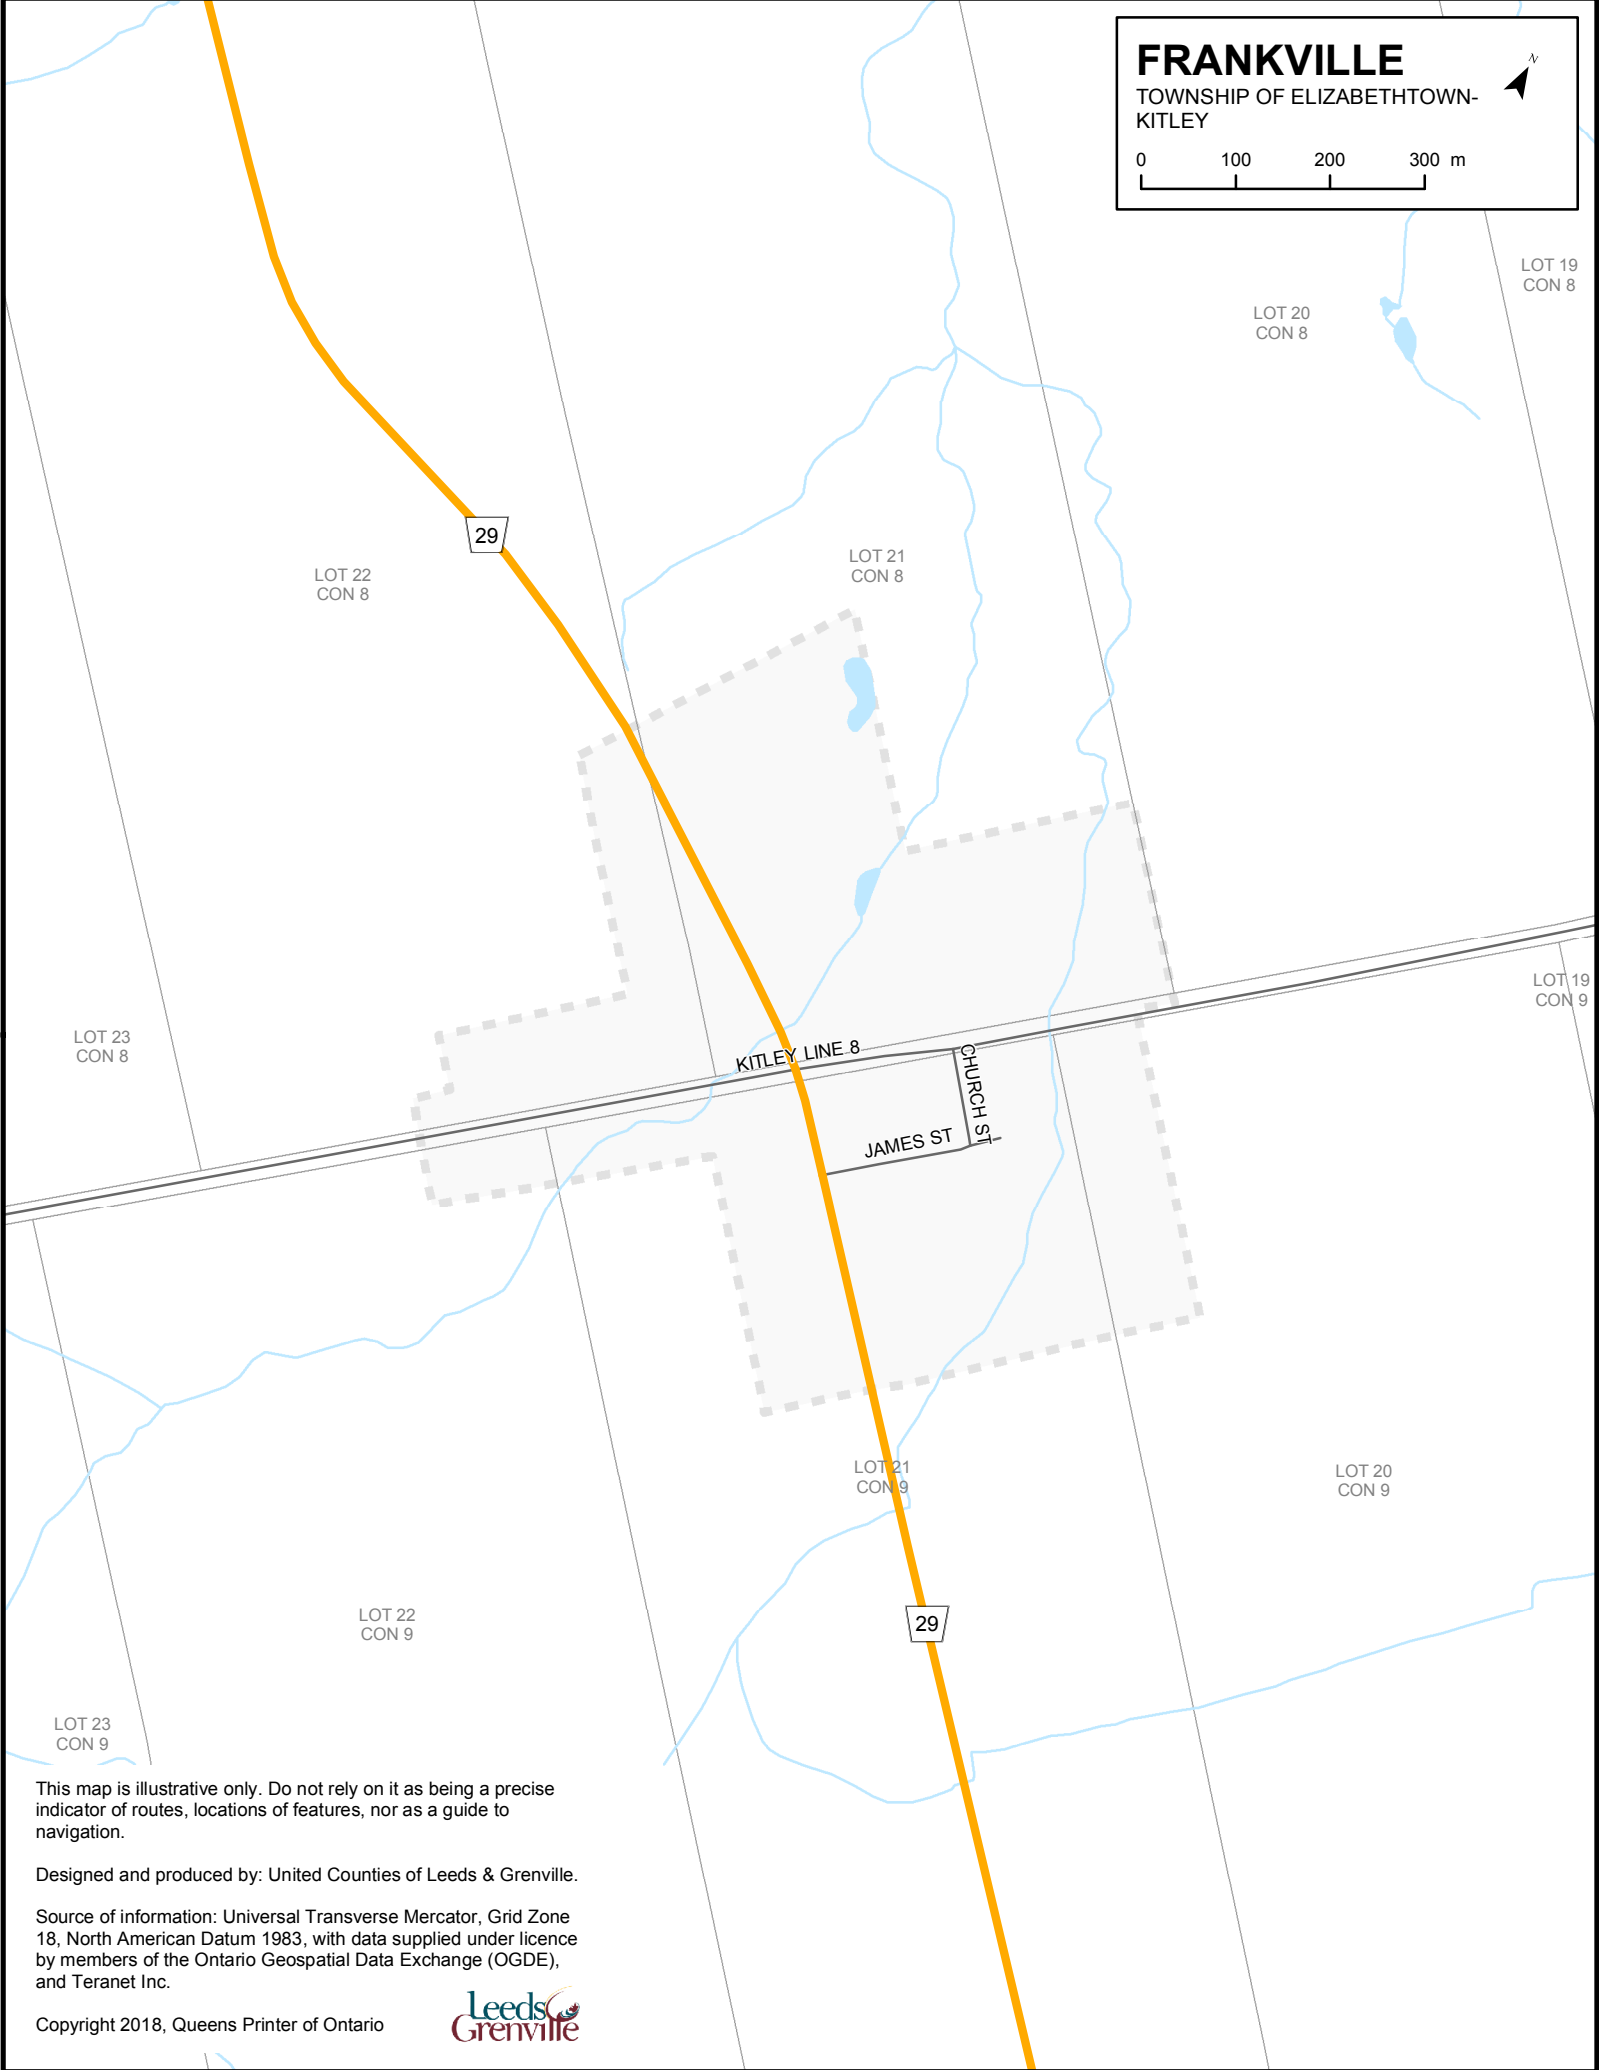 FRANKVILLE
TOWNSHIP OF ELIZABETHTOWN-
KITLEY
N
0 100 200 300 m
LOT 19
CON 8
LOT 20
CON 8
29
LOT 21
CON 8
LOT 22
CON 8
LOT 19
CON 9
LOT 23
CON 8
KITLEY LINE 8
CHURCH ST
JAMES ST
LOT 21
CON 9
LOT 20
CON 9
29
LOT 22
CON 9
LOT 23
CON 9
This map is illustrative only. Do not rely on it as being a precise
indicator of routes, locations of features, nor as a guide to
navigation.
Designed and produced by: United Counties of Leeds & Grenville.
Source of information: Universal Transverse Mercator, Grid Zone
18, North American Datum 1983, with data supplied under licence
by members of the Ontario Geospatial Data Exchange (OGDE),
and Teranet Inc.
Copyright 2018, Queens Printer of Ontario
Leeds
Grenville